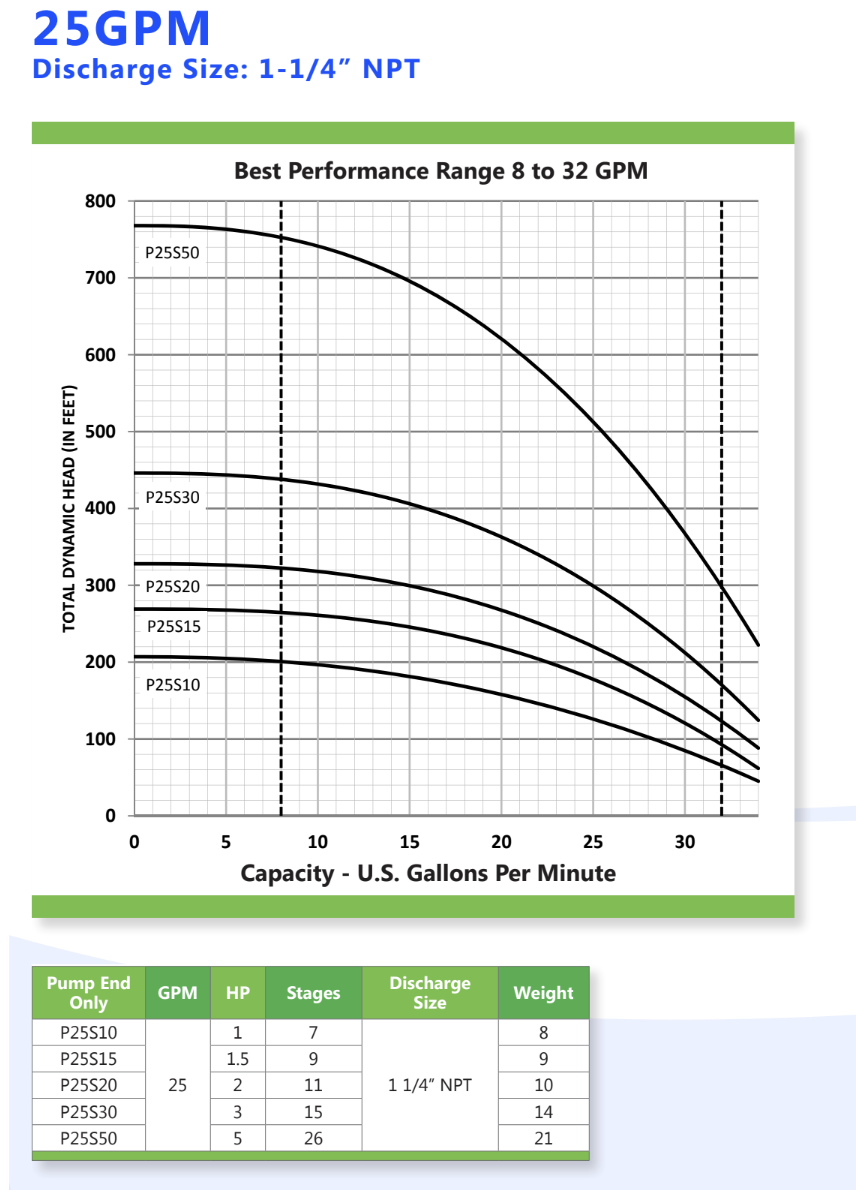 25GPM
Discharge Size: 1-1/4” NPT
Best Performance Range 8 to 32 GPM
800
P25S50
700
600
500
P25S30
400
300
P25S20
P25S15
200
P25S10
100
0
TOTAL DYNAMIC HEAD (IN FEET)
0 5 10 15 20 25 30
Capacity - U.S. Gallons Per Minute
Pump End Only GPM HP Stages Discharge Size Weight
P25S10 1 7 8
P25S15 1.5 9 9
P25S20 25 2 11 1 1/4” NPT 10
P25S30 3 15 14
P25S50 5 26 21